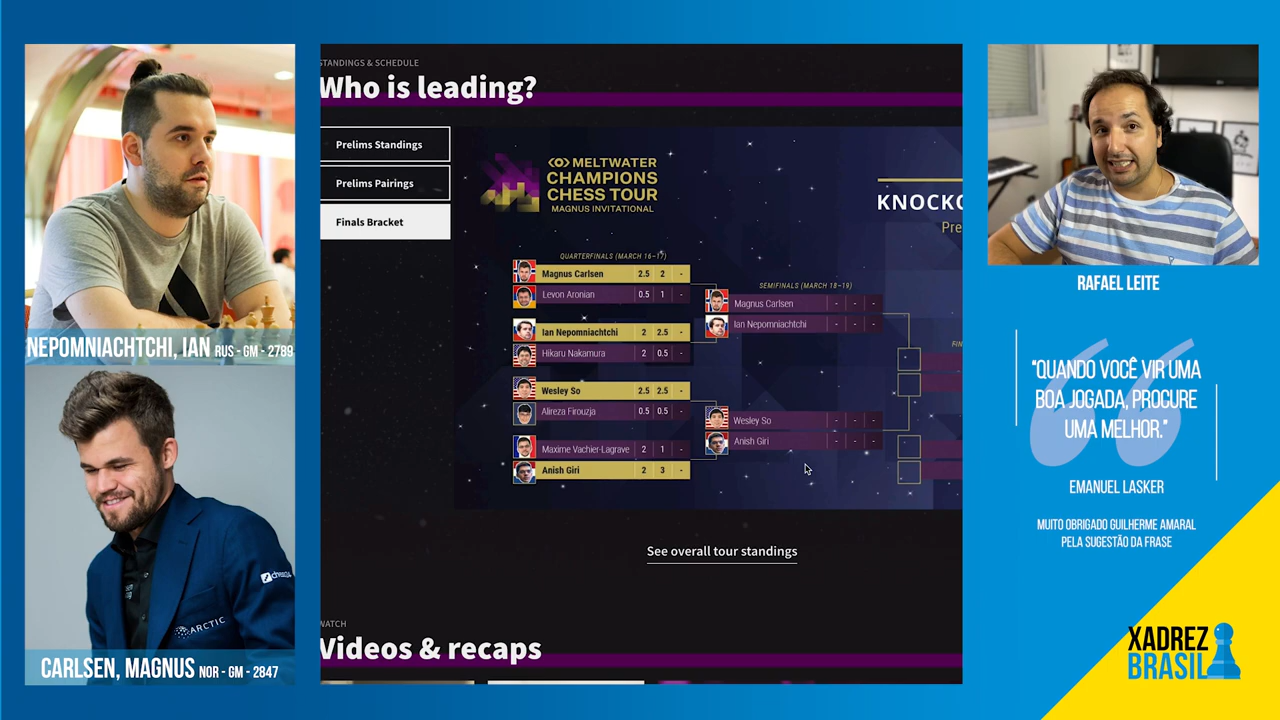 NEPOMNIACHTCHI, IAN RUS - GM - 2789
CARLSEN, MAGNUS NOR - GM - 2847
chess24
ARCTIC
STANDINGS & SCHEDULE
Who is leading?
Prelims Standings
Prelims Pairings
Finals Bracket
MELTWATER
CHAMPIONS
CHESS TOUR
MAGNUS INVITATIONAL
KNOCKO
Pre
QUARTERFINALS (MARCH 16-17)
Magnus Carlsen 2.5 2 -
Levon Aronian 0.5 1 -
Ian Nepomniachtchi 2 2.5 -
Hikaru Nakamura 2 0.5 -
Wesley So 2.5 2.5 -
Alireza Firouzja 0.5 0.5 -
Maxime Vachier-Lagrave 2 1 -
Anish Giri 2 3 -
SEMIFINALS (MARCH 18-19)
Magnus Carlsen - - -
Ian Nepomniachtchi - - -
Wesley So - - -
Anish Giri - - -
FIN
See overall tour standings
WATCH
Videos & recaps
RAFAEL LEITE
"QUANDO VOCÊ VIR UMA
BOA JOGADA, PROCURE
UMA MELHOR."
EMANUEL LASKER
MUITO OBRIGADO GUILHERME AMARAL
PELA SUGESTÃO DA FRASE
XADREZ
BRASIL